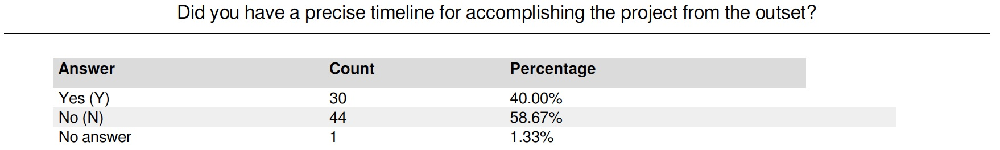 Did you have a precise timeline for accomplishing the project from the outset?
Answer Count Percentage
Yes (Y) 30 40.00%
No (N) 44 58.67%
No answer 1 1.33%